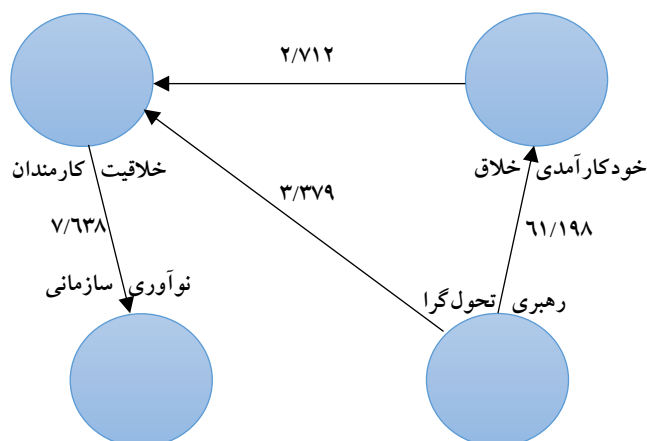 ۲/۷۱۲
خودکارآمدی خلاق
خلاقیت کارمندان
۳/۳۷۹
۶۱/۱۹۸
۷/۶۳۸
رهبری تحول‌گرا
نوآوری سازمانی